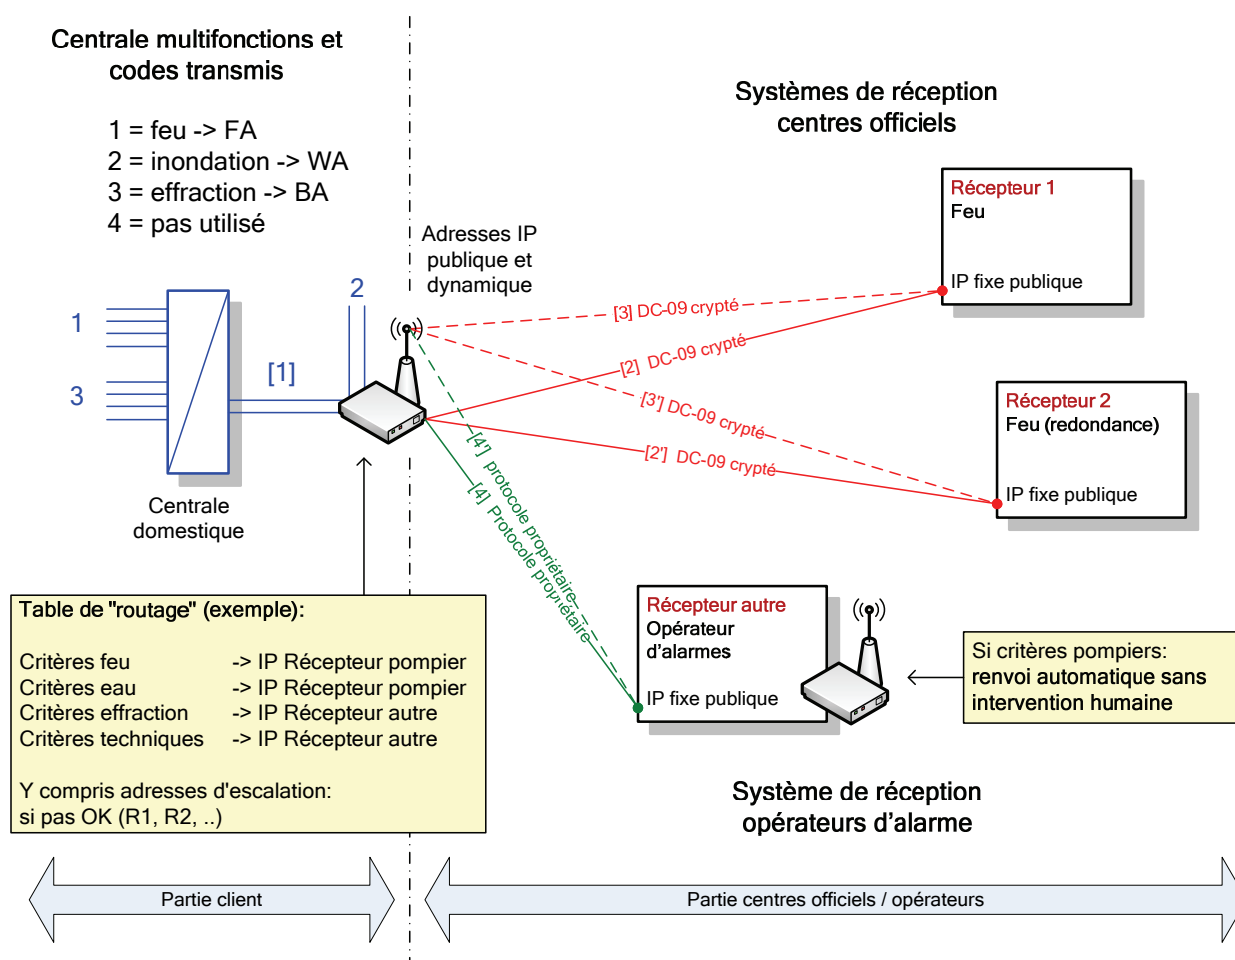 Centrale multifonctions et
codes transmis
1 = feu -> FA
2 = inondation -> WA
3 = effraction -> BA
4 = pas utilisé
Systèmes de réception
centres officiels
Adresses IP
publique et
dynamique
Récepteur 1
Feu
IP fixe publique
1
3
[1]
2
[3] DC-09 crypté
[2] DC-09 crypté
[3'] DC-09 crypté
[2'] DC-09 crypté
[4'] protocole propriétaire
[4] Protocole propriétaire
Récepteur 2
Feu (redondance)
IP fixe publique
Centrale
domestique
Table de "routage" (exemple):
Critères feu -> IP Récepteur pompier
Critères eau -> IP Récepteur pompier
Critères effraction -> IP Récepteur autre
Critères techniques -> IP Récepteur autre
Y compris adresses d'escalation:
si pas OK (R1, R2, ..)
Récepteur autre
Opérateur
d'alarmes
IP fixe publique
Si critères pompiers:
renvoi automatique sans
intervention humaine
Système de réception
opérateurs d'alarme
Partie client
Partie centres officiels / opérateurs